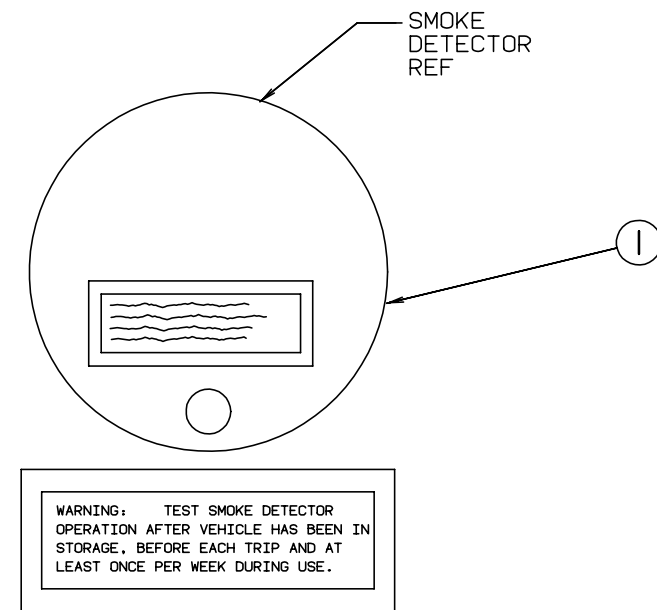 SMOKE
DETECTOR
REF
1
WARNING: TEST SMOKE DETECTOR
OPERATION AFTER VEHICLE HAS BEEN IN
STORAGE, BEFORE EACH TRIP AND AT
LEAST ONCE PER WEEK DURING USE.